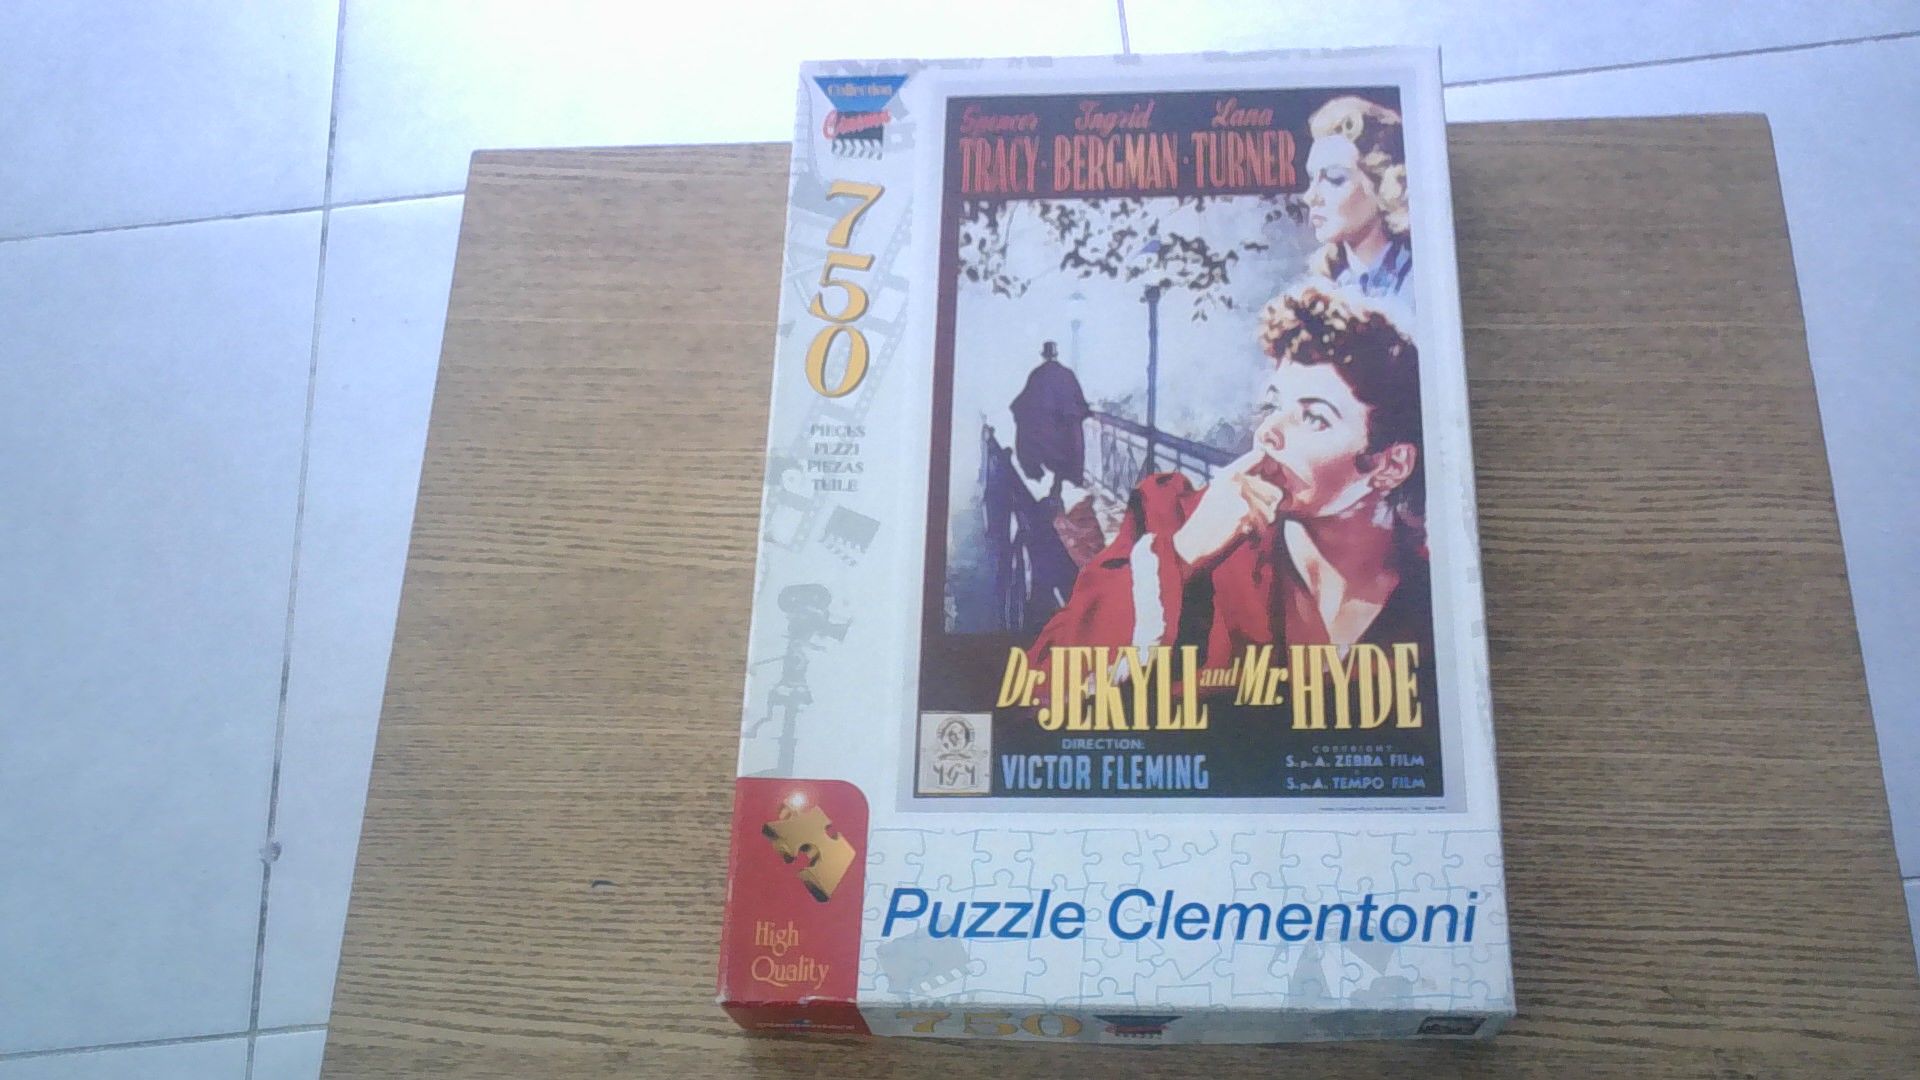 Collection
Cinema
750
PIECES
PEZZI
PIEZAS
TEILE
Spencer Ingrid Lana
TRACY · BERGMAN · TURNER
Dr. JEKYLL and Mr. HYDE
DIRECTION:
VICTOR FLEMING
COPYRIGHT
S.p.A. ZEBRA FILM
S.p.A. TEMPO FILM
M-G-M
High
Quality
Puzzle Clementoni
750